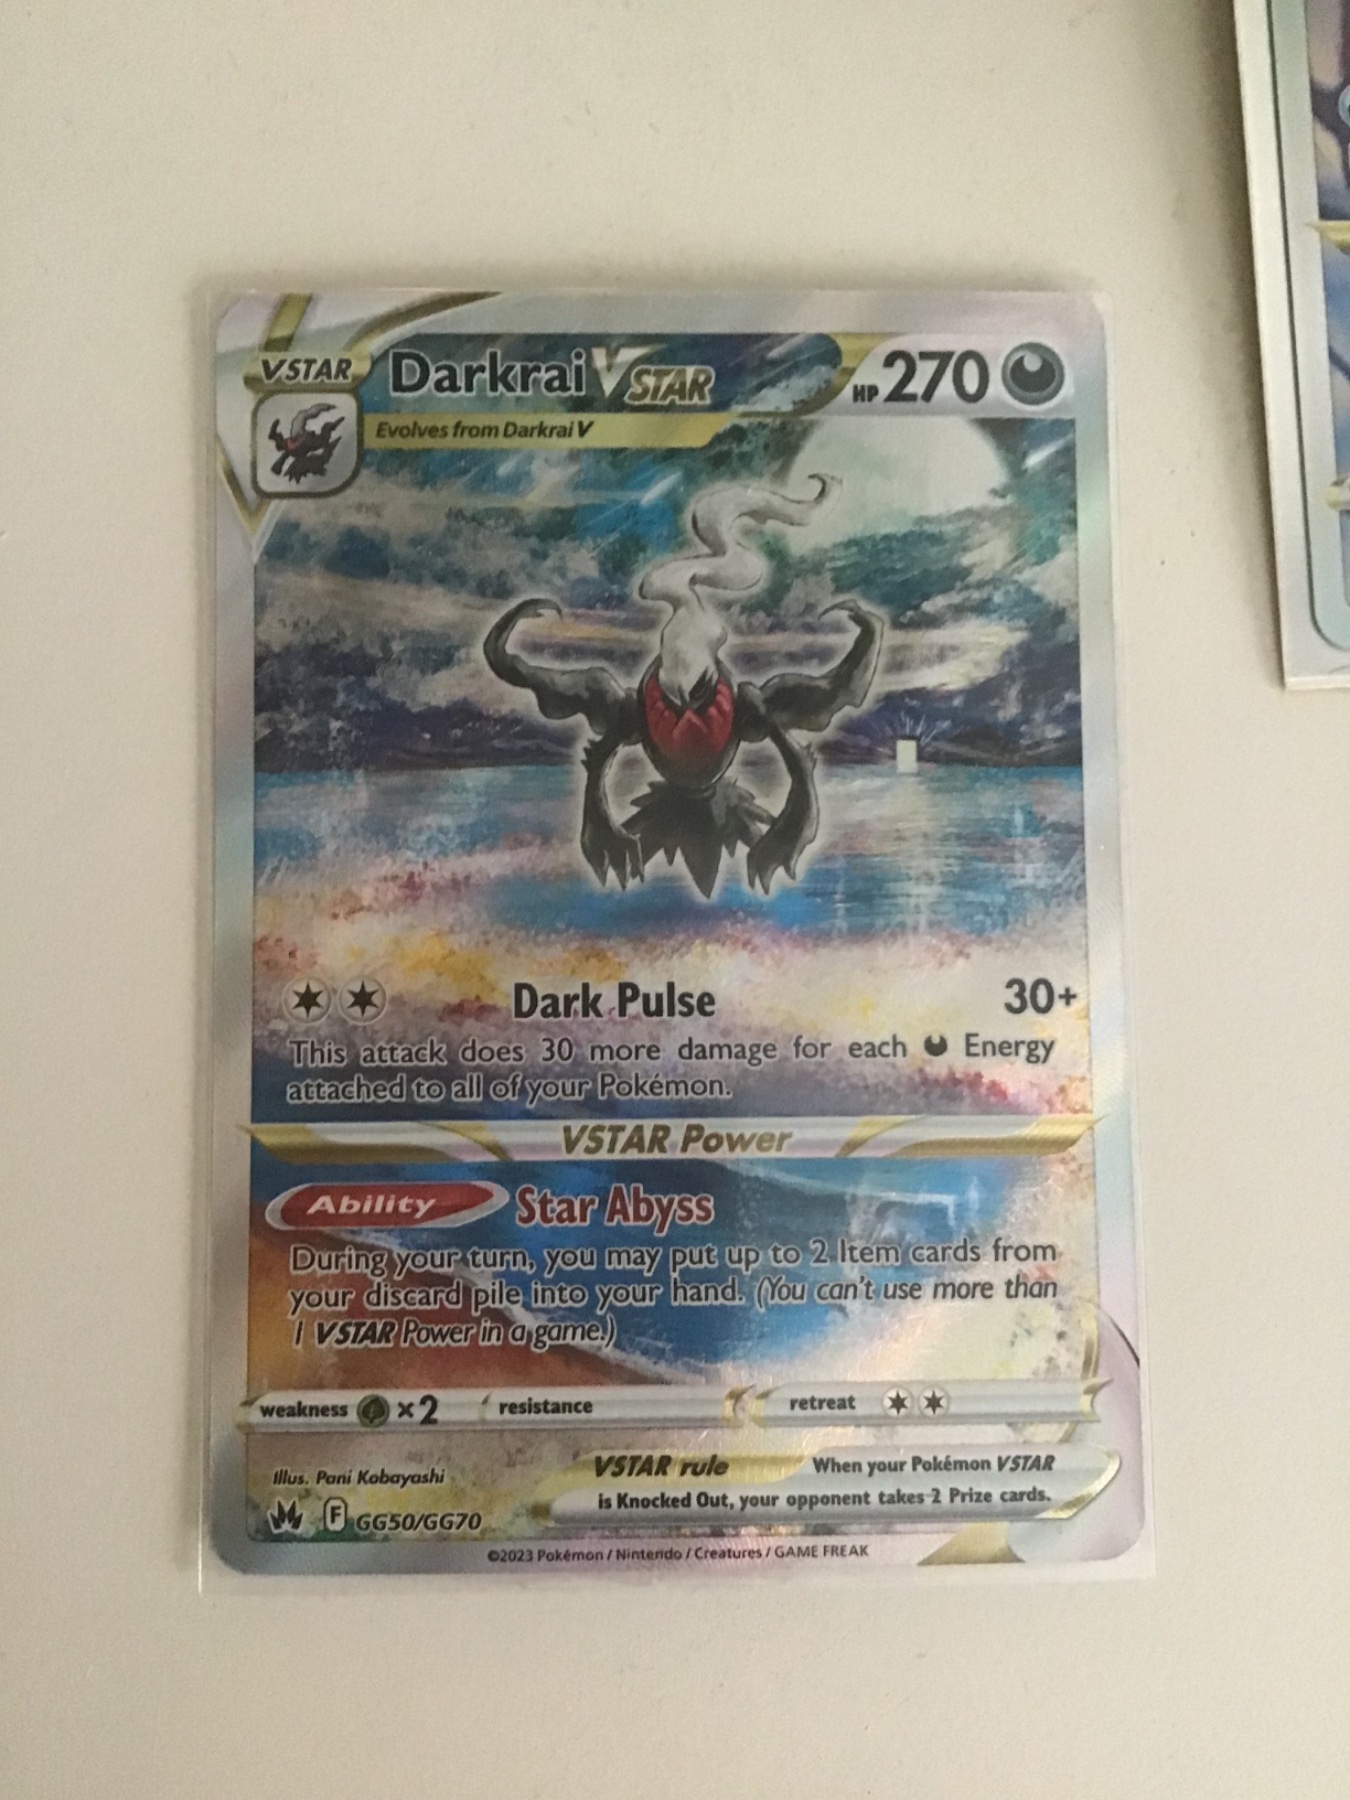 VSTAR
Darkrai VSTAR
HP 270
Evolves from Darkrai V
Dark Pulse 30+
This attack does 30 more damage for each Energy
attached to all of your Pokémon.
VSTAR Power
Ability Star Abyss
During your turn, you may put up to 2 Item cards from
your discard pile into your hand. (You can't use more than
1 VSTAR Power in a game.)
weakness ×2 resistance retreat
Illus. Pani Kobayashi
VSTAR rule When your Pokémon VSTAR
is Knocked Out, your opponent takes 2 Prize cards.
F GG50/GG70
©2023 Pokémon / Nintendo / Creatures / GAME FREAK